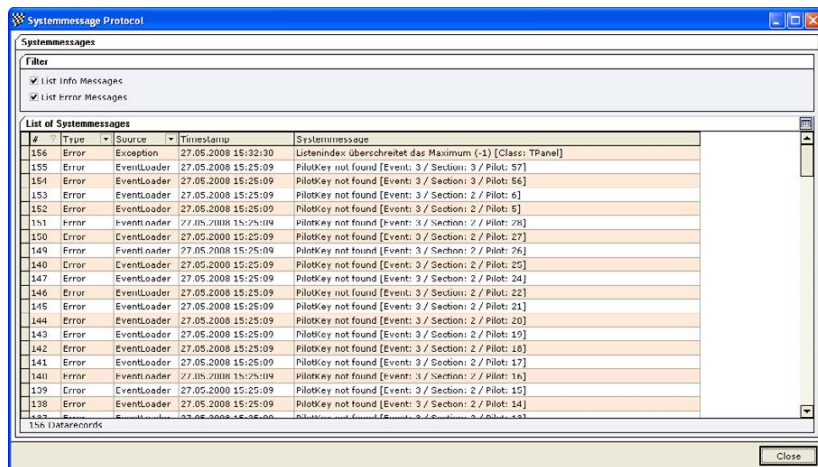 Systemmessage Protocol
Systemmessages
Filter
List Info Messages
List Error Messages
List of Systemmessages
# Type Source Timestamp Systemmessage
156 Error Exception 27.05.2008 15:32:30 Listenindex überschreitet das Maximum (-1) [Class: TPanel]
155 Error EventLoader 27.05.2008 15:25:09 PilotKey not found [Event: 3 / Section: 3 / Pilot: 57]
154 Error EventLoader 27.05.2008 15:25:09 PilotKey not found [Event: 3 / Section: 3 / Pilot: 56]
153 Error EventLoader 27.05.2008 15:25:09 PilotKey not found [Event: 3 / Section: 2 / Pilot: 6]
152 Error EventLoader 27.05.2008 15:25:09 PilotKey not found [Event: 3 / Section: 2 / Pilot: 5]
151 Error EventLoader 27.05.2008 15:25:09 PilotKey not found [Event: 3 / Section: 2 / Pilot: 28]
150 Error EventLoader 27.05.2008 15:25:09 PilotKey not found [Event: 3 / Section: 2 / Pilot: 27]
149 Error EventLoader 27.05.2008 15:25:09 PilotKey not found [Event: 3 / Section: 2 / Pilot: 26]
148 Error EventLoader 27.05.2008 15:25:09 PilotKey not found [Event: 3 / Section: 2 / Pilot: 25]
147 Error EventLoader 27.05.2008 15:25:09 PilotKey not found [Event: 3 / Section: 2 / Pilot: 24]
146 Error EventLoader 27.05.2008 15:25:09 PilotKey not found [Event: 3 / Section: 2 / Pilot: 22]
145 Error EventLoader 27.05.2008 15:25:09 PilotKey not found [Event: 3 / Section: 2 / Pilot: 21]
144 Error EventLoader 27.05.2008 15:25:09 PilotKey not found [Event: 3 / Section: 2 / Pilot: 20]
143 Error EventLoader 27.05.2008 15:25:09 PilotKey not found [Event: 3 / Section: 2 / Pilot: 19]
142 Error EventLoader 27.05.2008 15:25:09 PilotKey not found [Event: 3 / Section: 2 / Pilot: 18]
141 Error EventLoader 27.05.2008 15:25:09 PilotKey not found [Event: 3 / Section: 2 / Pilot: 17]
140 Error EventLoader 27.05.2008 15:25:09 PilotKey not found [Event: 3 / Section: 2 / Pilot: 16]
139 Error EventLoader 27.05.2008 15:25:09 PilotKey not found [Event: 3 / Section: 2 / Pilot: 15]
138 Error EventLoader 27.05.2008 15:25:09 PilotKey not found [Event: 3 / Section: 2 / Pilot: 14]
156 Datarecords
Close